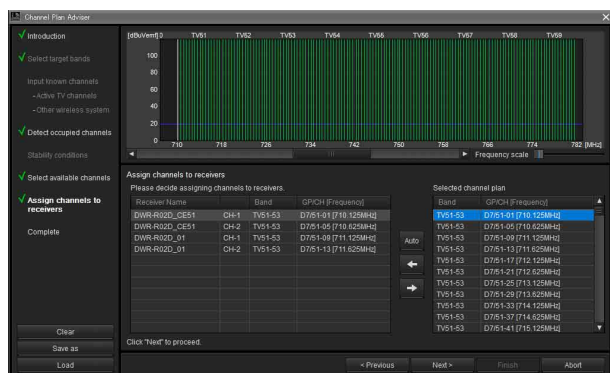 Channel Plan Adviser
Introduction
Select target bands
Input known channels
- Active TV channels
- Other wireless system
Detect occupied channels
Stability conditions
Select available channels
Assign channels to
receivers
Complete
Clear
Save as
Load
[dBuVemf] TV51 TV52 TV53 TV54 TV55 TV56 TV57 TV58 TV59
100
80
60
40
20
0
710 718 726 734 742 750 758 766 774 782 [MHz]
Frequency scale
Assign channels to receivers
Please decide assigning channels to receivers.
Receiver Name Band GP/CH [Frequency]
DWR-R02D_CE51 CH-1 TV51-53 D7/51-01 [710.125MHz]
DWR-R02D_CE51 CH-2 TV51-53 D7/51-05 [710.625MHz]
DWR-R02D_01 CH-1 TV51-53 D7/51-09 [711.125MHz]
DWR-R02D_01 CH-2 TV51-53 D7/51-13 [711.625MHz]
Auto
Selected channel plan
Band GP/CH [Frequency]
TV51-53 D7/51-01 [710.125MHz]
TV51-53 D7/51-05 [710.625MHz]
TV51-53 D7/51-09 [711.125MHz]
TV51-53 D7/51-13 [711.625MHz]
TV51-53 D7/51-17 [712.125MHz]
TV51-53 D7/51-21 [712.625MHz]
TV51-53 D7/51-25 [713.125MHz]
TV51-53 D7/51-29 [713.625MHz]
TV51-53 D7/51-33 [714.125MHz]
TV51-53 D7/51-37 [714.625MHz]
TV51-53 D7/51-41 [715.125MHz]
Click "Next" to proceed.
< Previous
Next >
Finish
Abort